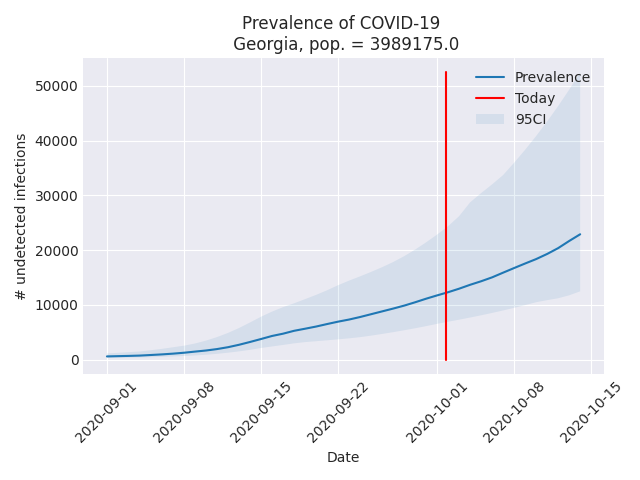 Prevalence of COVID-19
Georgia, pop. = 3989175.0
Prevalence
Today
95CI
50000
40000
30000
20000
10000
0
# undetected infections
2020-09-01
2020-09-08
2020-09-15
2020-09-22
2020-10-01
2020-10-08
2020-10-15
Date